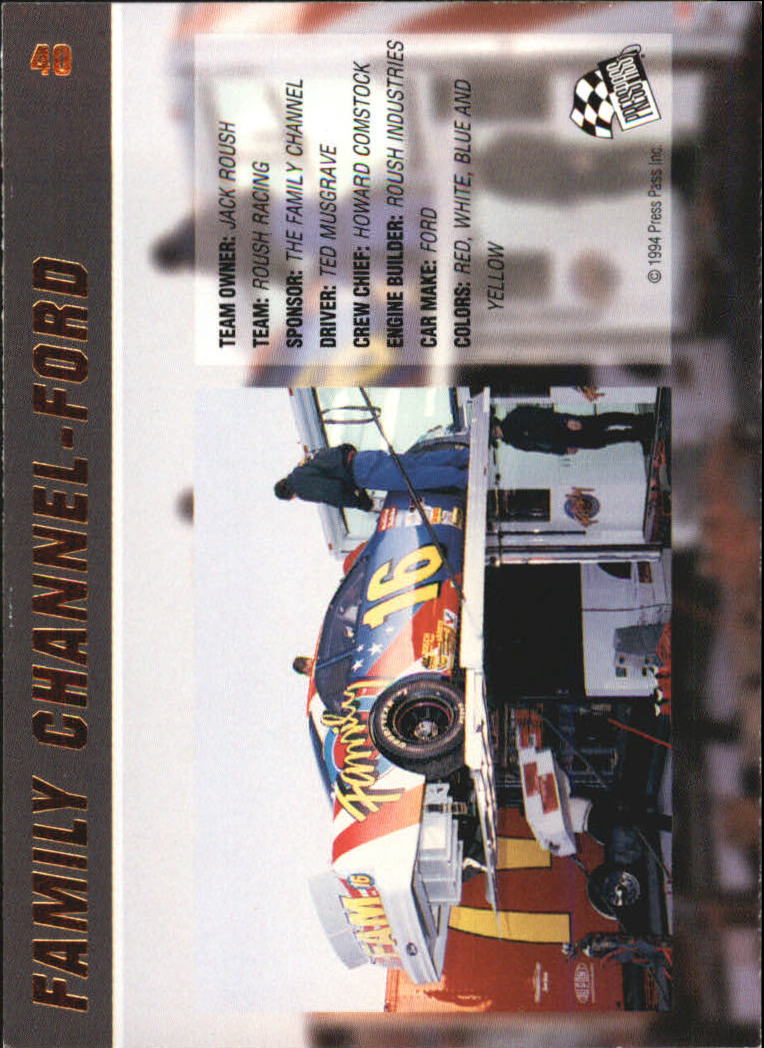 FAMILY CHANNEL-FORD
40
TEAM OWNER: JACK ROUSH
TEAM: ROUSH RACING
SPONSOR: THE FAMILY CHANNEL
DRIVER: TED MUSGRAVE
CREW CHIEF: HOWARD COMSTOCK
ENGINE BUILDER: ROUSH INDUSTRIES
CAR MAKE: FORD
COLORS: RED, WHITE, BLUE AND
YELLOW
PRESS PASS
© 1994 Press Pass Inc.
16
Family
TEAM 16
DUPONT